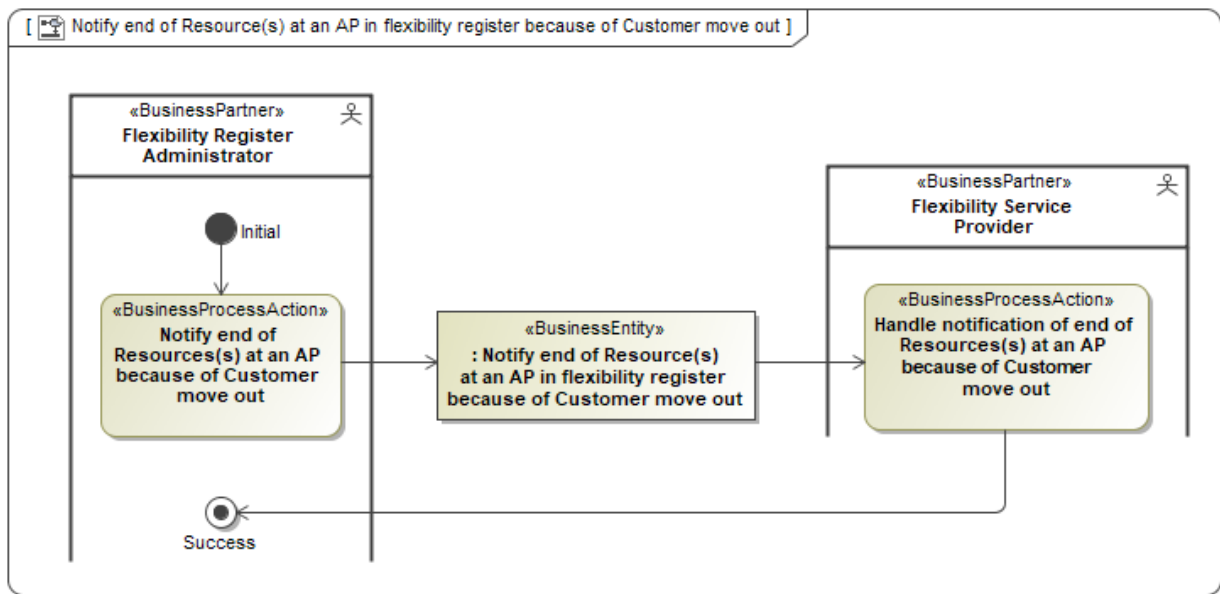 [ Notify end of Resource(s) at an AP in flexibility register because of Customer move out ]
«BusinessPartner»
Flexibility Register
Administrator
Initial
«BusinessProcessAction»
Notify end of
Resources(s) at an AP
because of Customer
move out
«BusinessEntity»
: Notify end of Resource(s)
at an AP in flexibility register
because of Customer move out
«BusinessPartner»
Flexibility Service
Provider
«BusinessProcessAction»
Handle notification of end of
Resources(s) at an AP
because of Customer
move out
Success